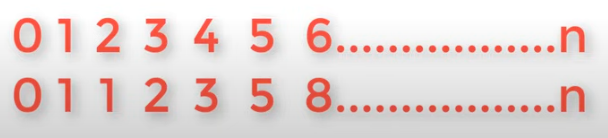 0 1 2 3 4 5 6.................n
0 1 1 2 3 5 8.................n